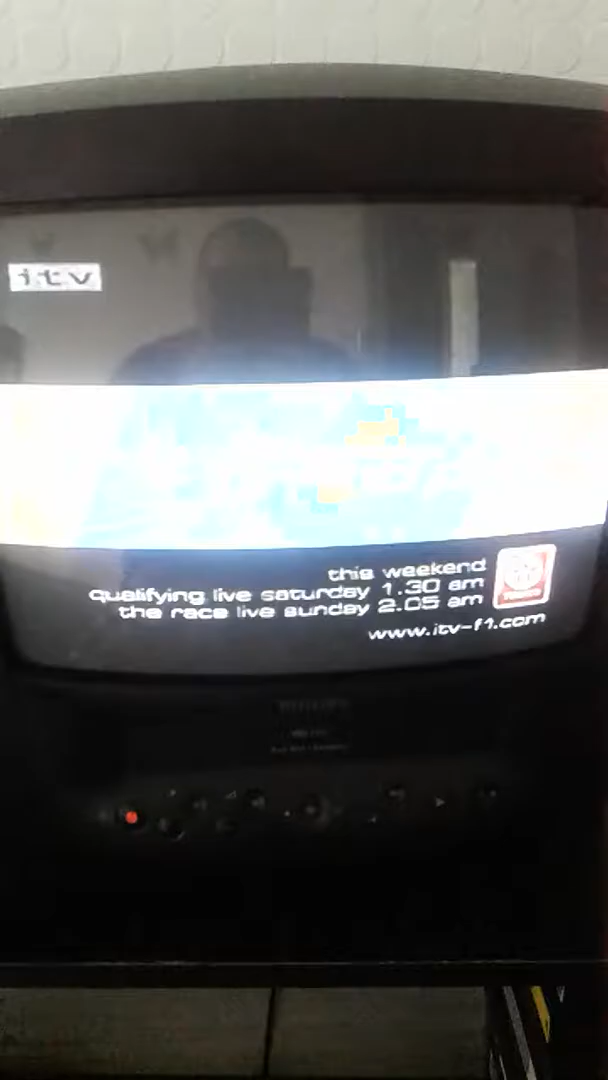 itv
this weekend
qualifying live saturday 1.30 am
the race live sunday 2.05 am
www.itv-f1.com
PHILIPS